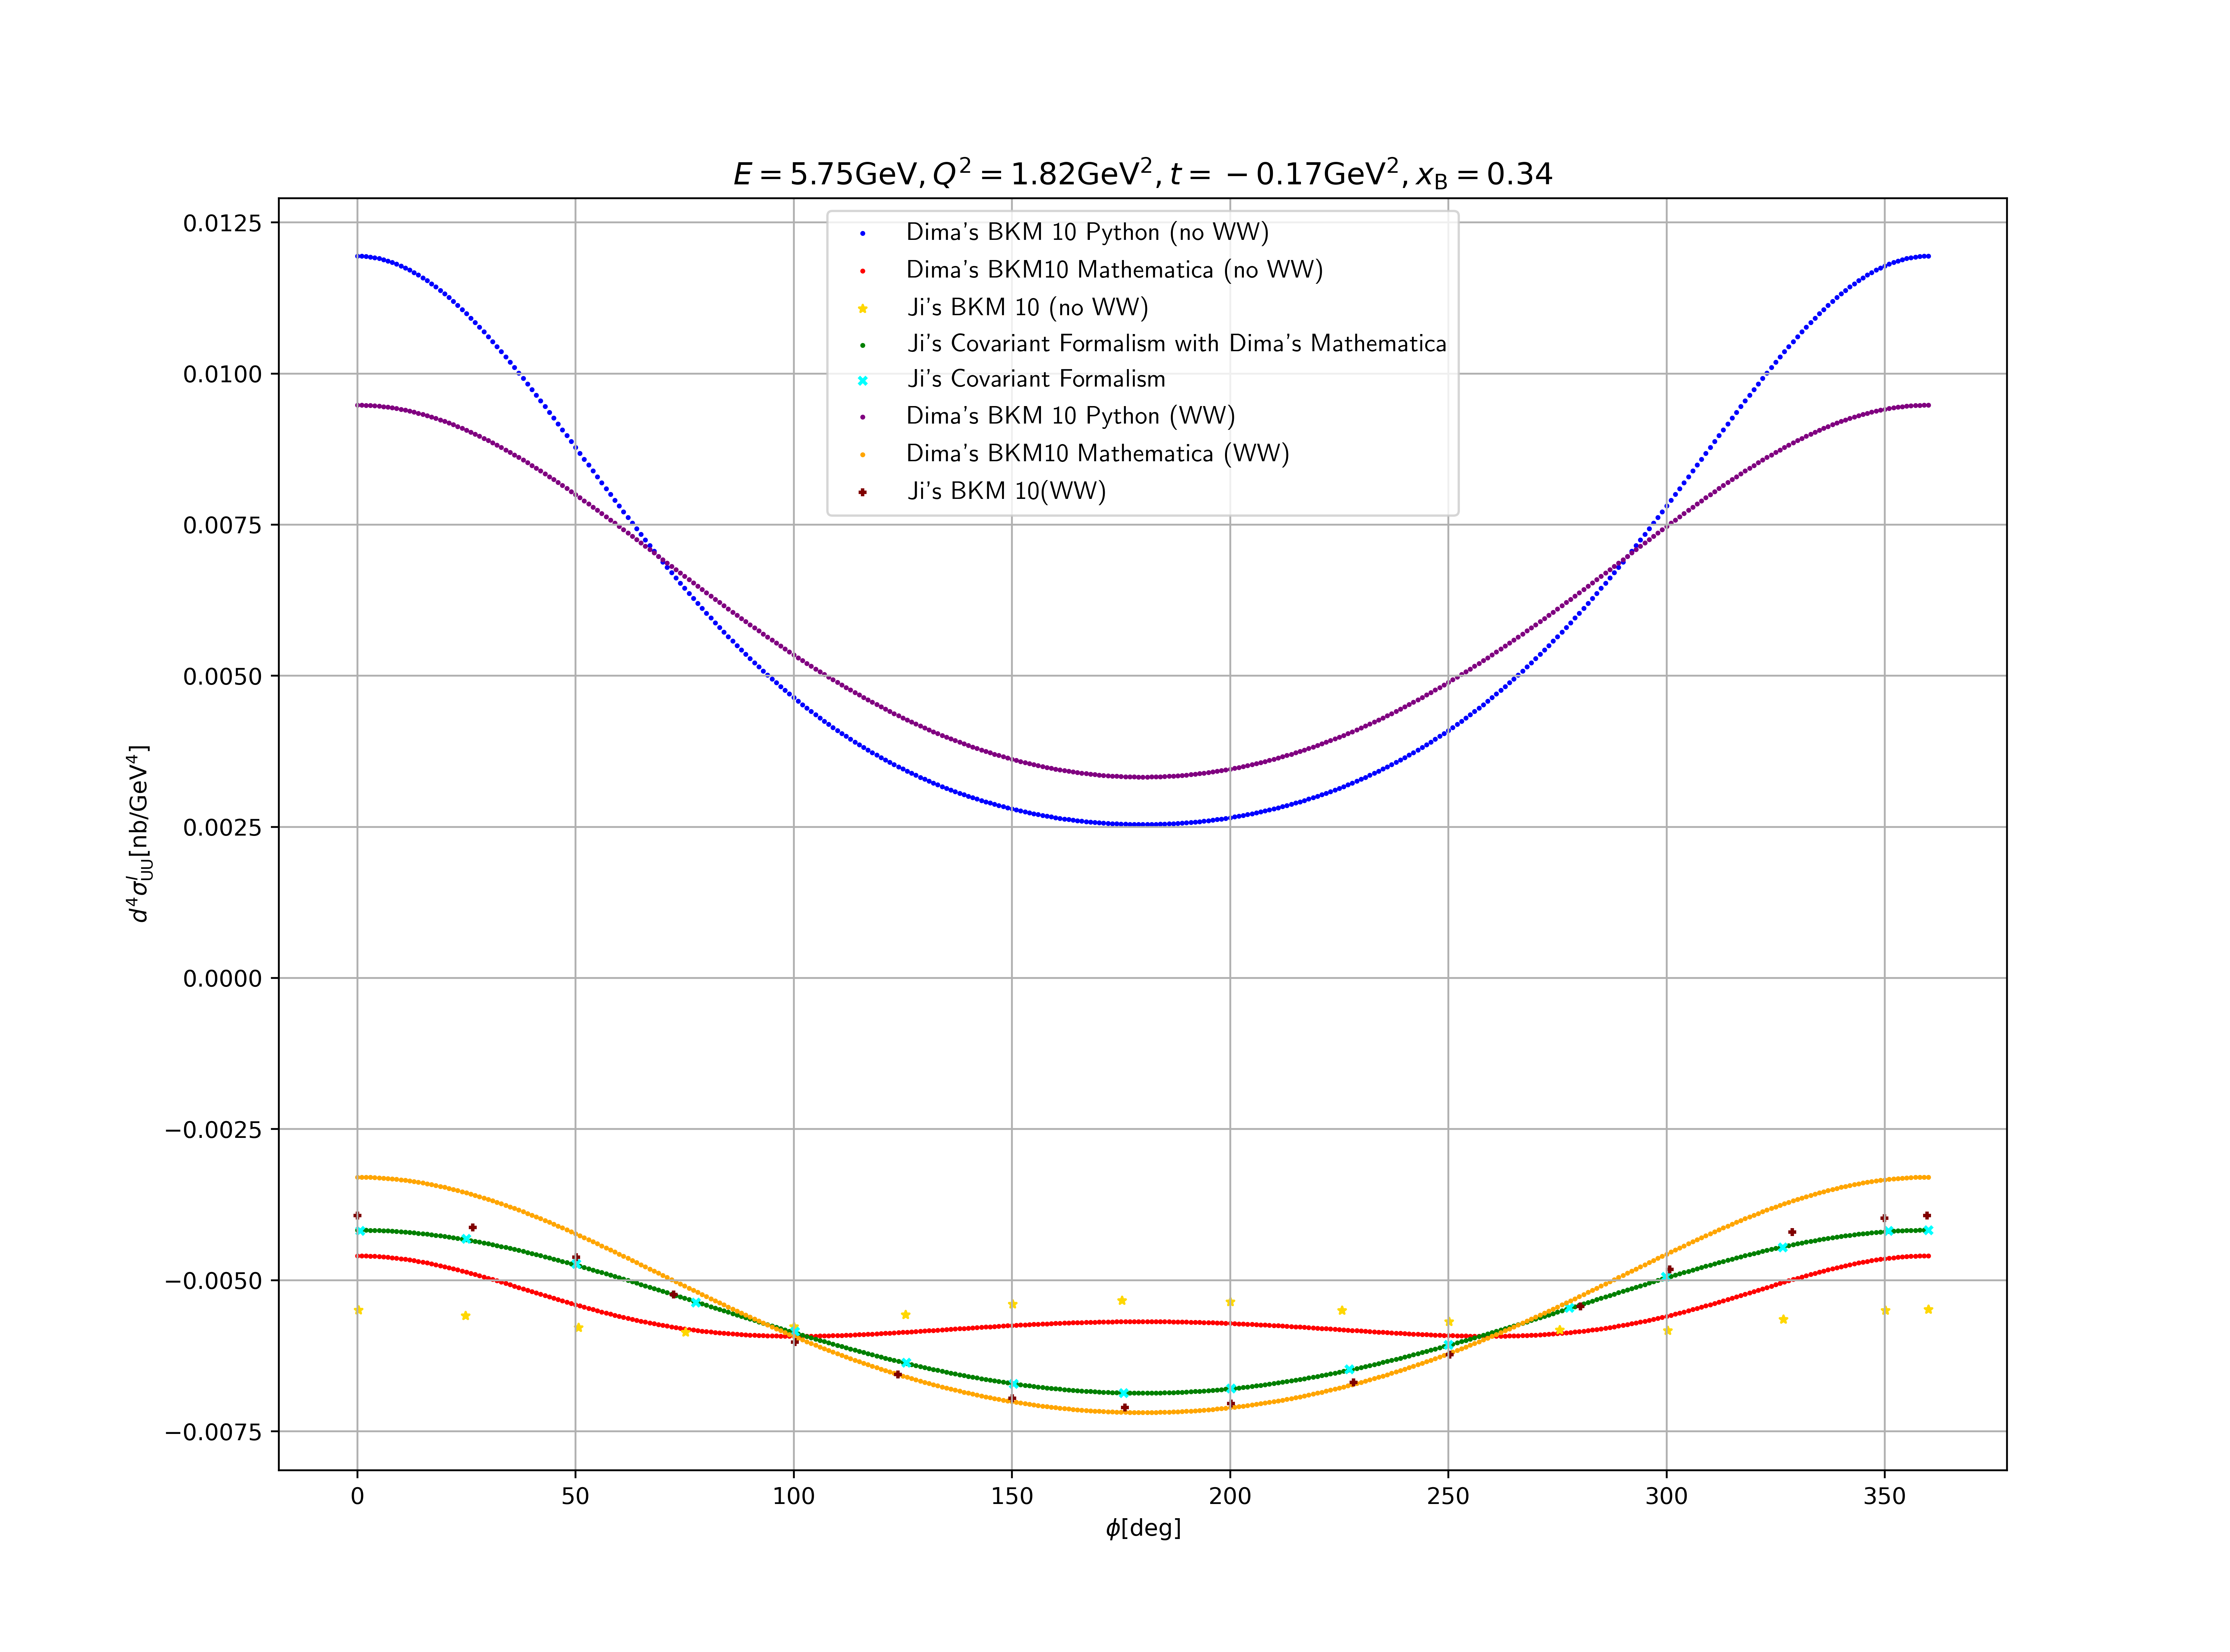 E = 5.75GeV, Q² = 1.82GeV², t = −0.17GeV², x_B = 0.34
Dima's BKM 10 Python (no WW)
Dima's BKM10 Mathematica (no WW)
Ji's BKM 10 (no WW)
Ji's Covariant Formalism with Dima's Mathematica
Ji's Covariant Formalism
Dima's BKM 10 Python (WW)
Dima's BKM10 Mathematica (WW)
Ji's BKM 10(WW)
0.0125
0.0100
0.0075
0.0050
0.0025
0.0000
−0.0025
−0.0050
−0.0075
d⁴σ^I_UU[nb/GeV⁴]
0 50 100 150 200 250 300 350
ϕ[deg]